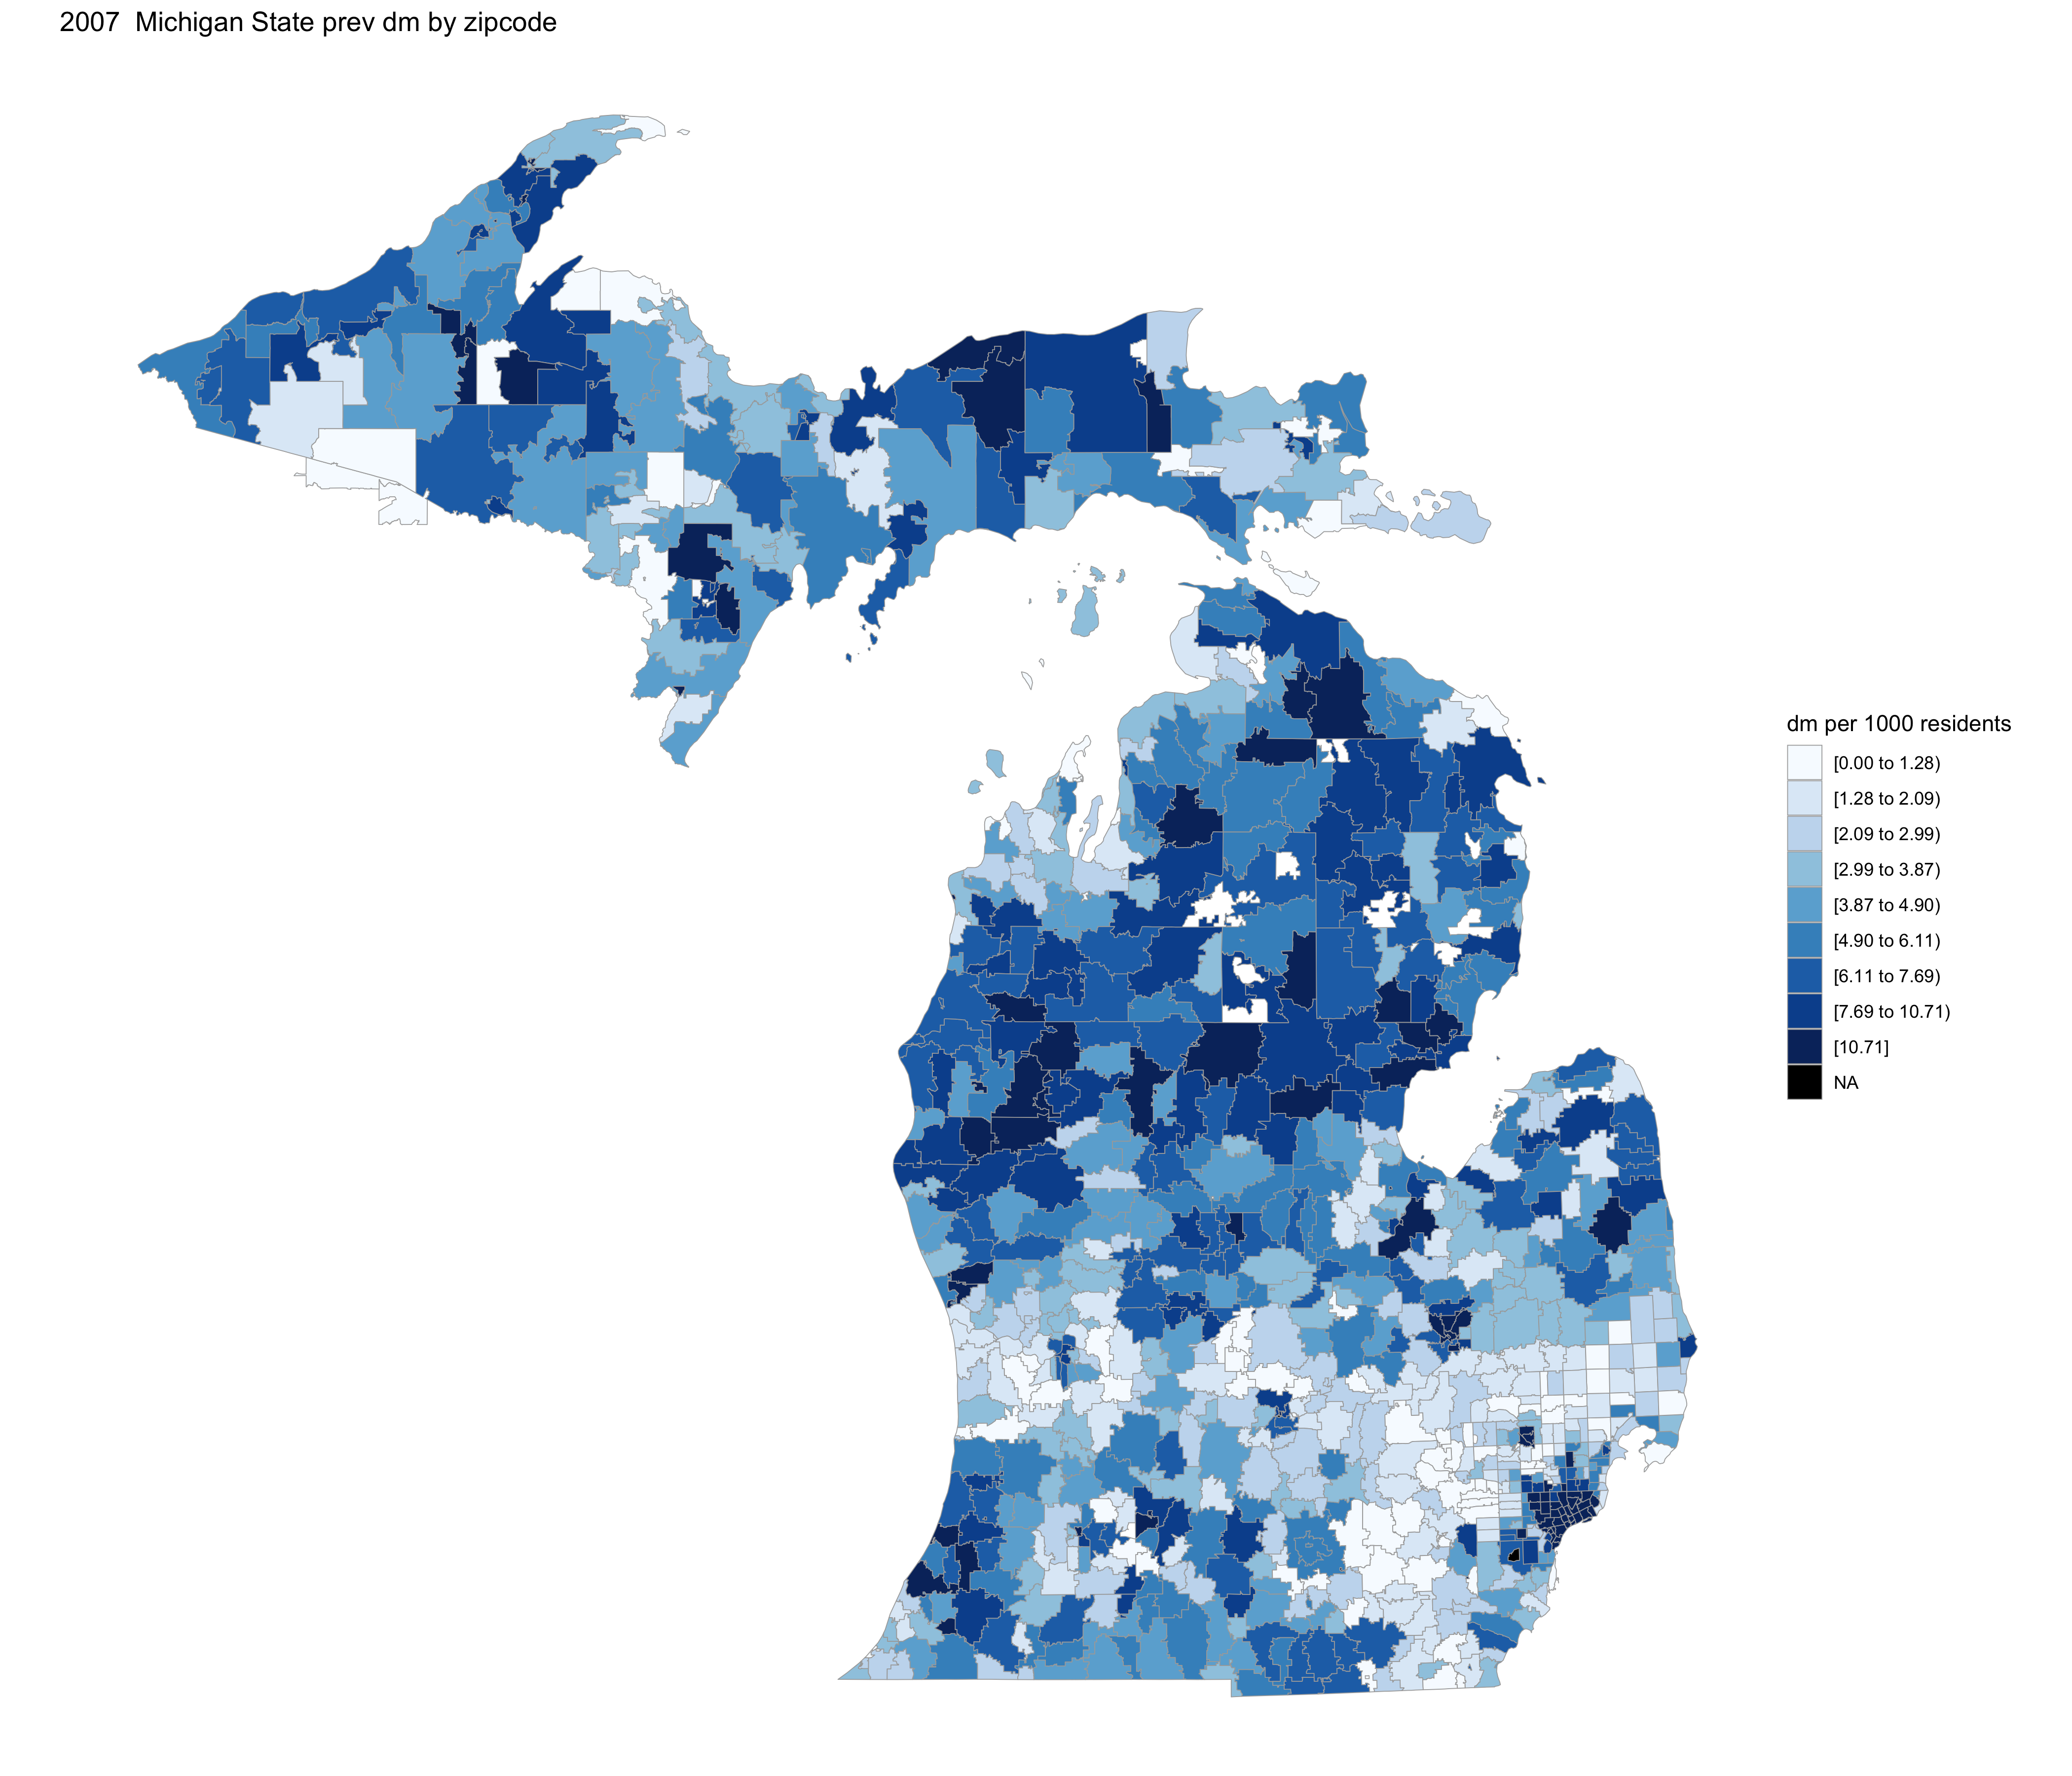 2007  Michigan State prev dm by zipcode
dm per 1000 residents
[0.00 to 1.28)
[1.28 to 2.09)
[2.09 to 2.99)
[2.99 to 3.87)
[3.87 to 4.90)
[4.90 to 6.11)
[6.11 to 7.69)
[7.69 to 10.71)
[10.71]
NA